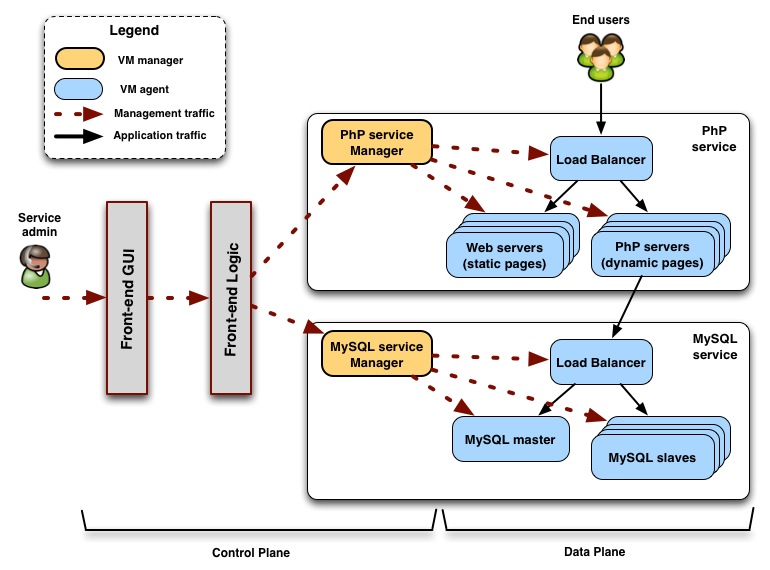 Legend
VM manager
VM agent
Management traffic
Application traffic
End users
PhP service
Manager
Load Balancer
PhP
service
Web servers
(static pages)
PhP servers
(dynamic pages)
Service
admin
Front-end GUI
Front-end Logic
MySQL service
Manager
Load Balancer
MySQL
service
MySQL master
MySQL slaves
Control Plane
Data Plane